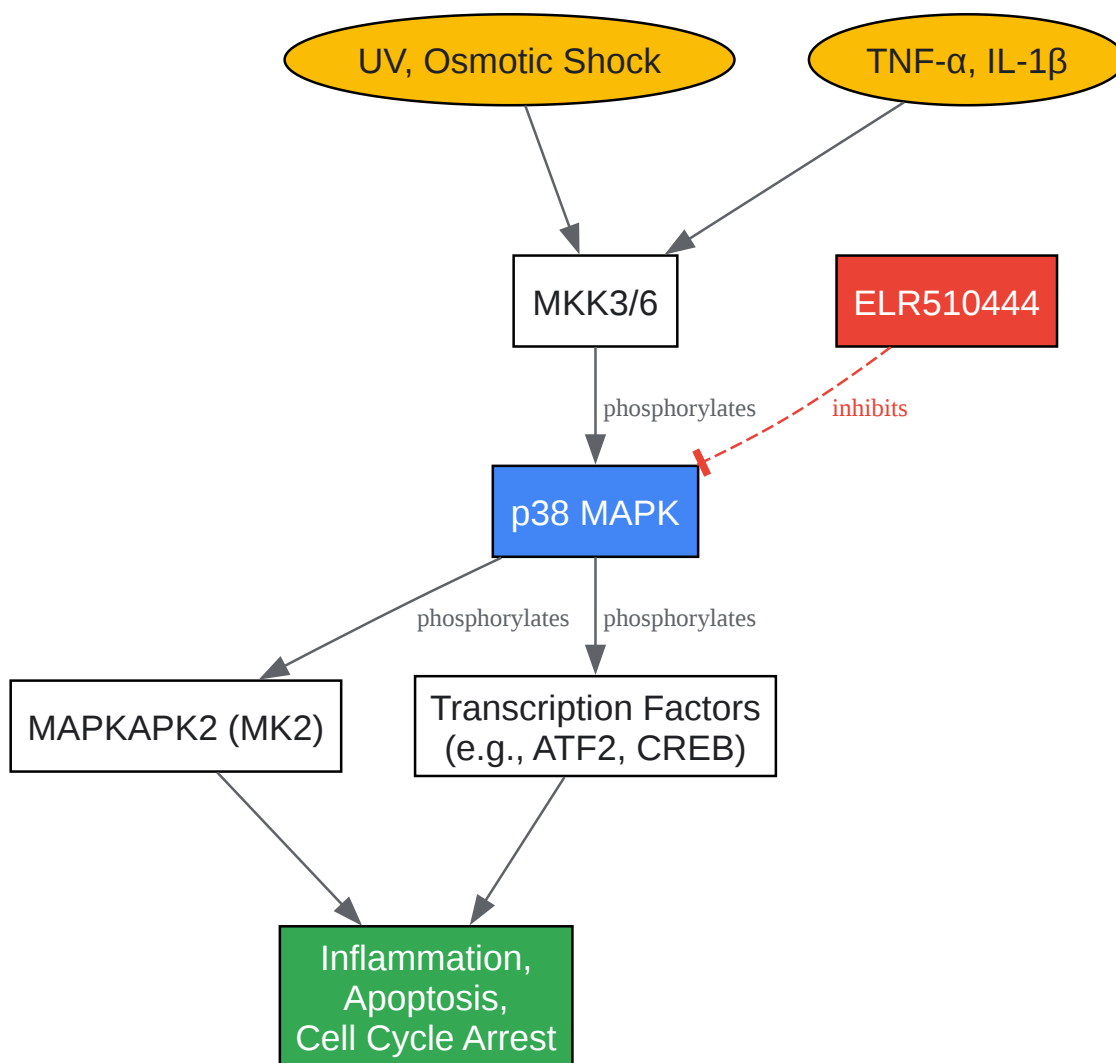 UV, Osmotic Shock
TNF-α, IL-1β
MKK3/6
ELR510444
phosphorylates
inhibits
p38 MAPK
phosphorylates
phosphorylates
MAPKAPK2 (MK2)
Transcription Factors
(e.g., ATF2, CREB)
Inflammation,
Apoptosis,
Cell Cycle Arrest